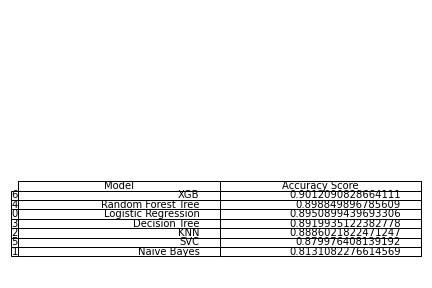 Model Accuracy Score
6 XGB 0.9012090828664111
4 Random Forest Tree 0.898849896785609
0 Logistic Regression 0.8950899439693306
3 Decision Tree 0.8919935122382778
2 KNN 0.8886021822471247
5 SVC 0.879976408139192
1 Naive Bayes 0.8131082276614569